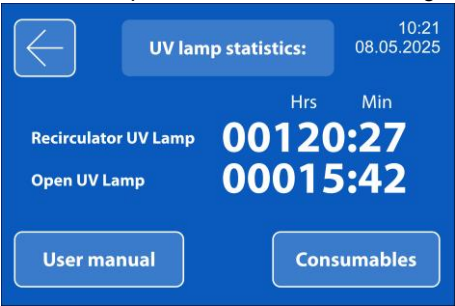 UV lamp statistics:
10:21
08.05.2025
Hrs Min
Recirculator UV Lamp 00120:27
Open UV Lamp 00015:42
User manual
Consumables